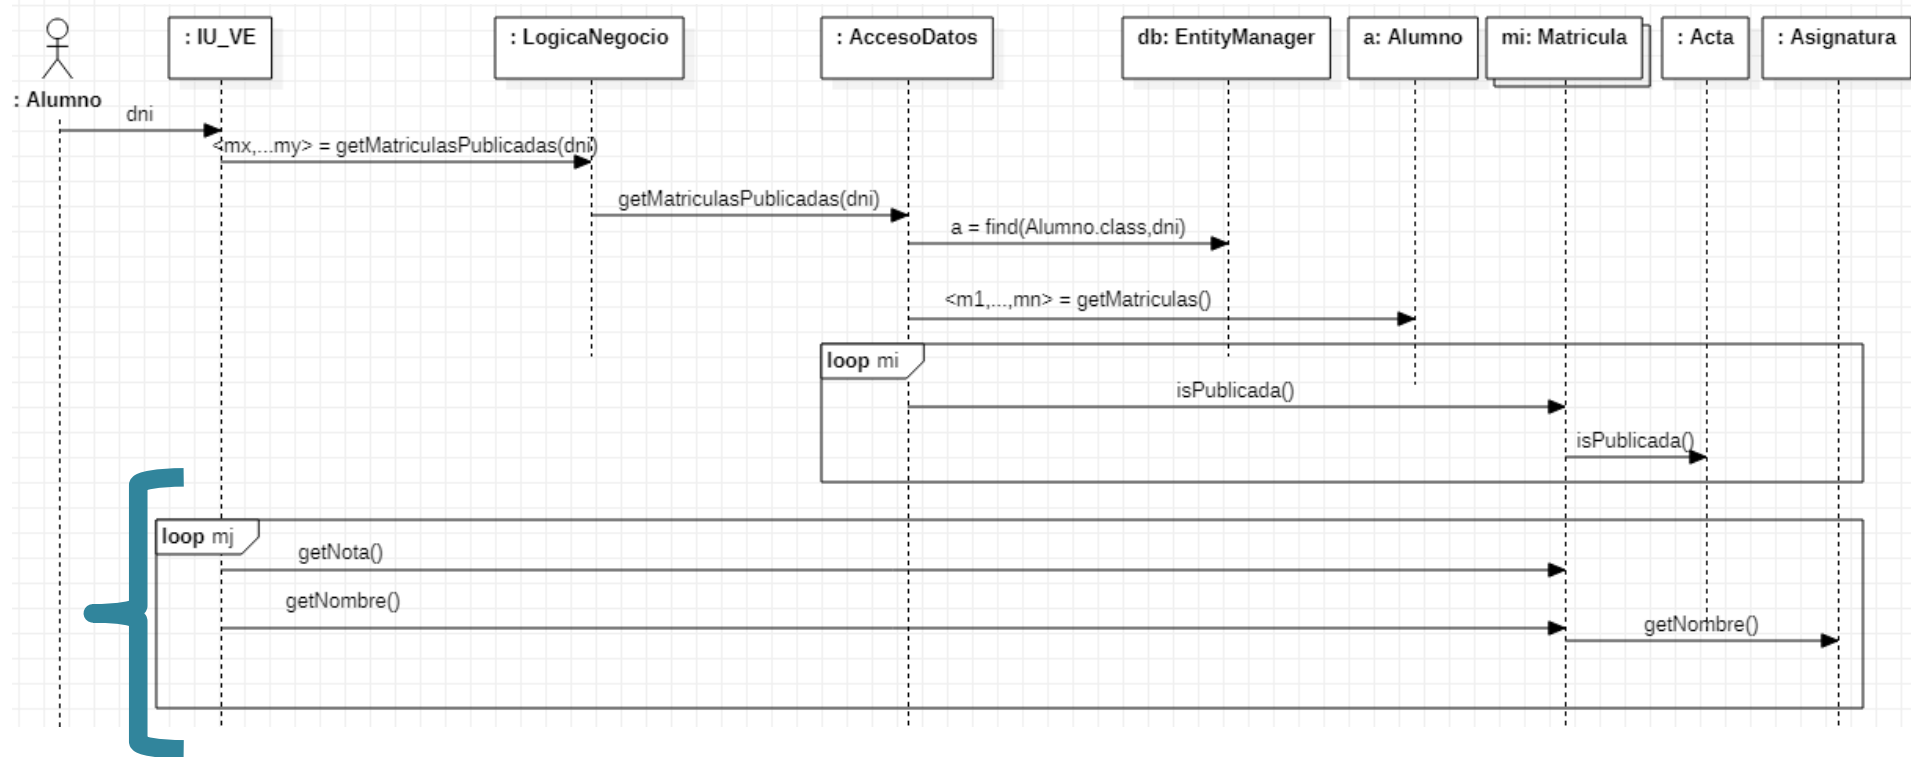 : IU_VE
: LogicaNegocio
: AccesoDatos
db: EntityManager
a: Alumno
mi: Matricula
: Acta
: Asignatura
: Alumno
dni
<mx,...my> = getMatriculasPublicadas(dni)
getMatriculasPublicadas(dni)
a = find(Alumno.class,dni)
<m1,...,mn> = getMatriculas()
loop mi
isPublicada()
isPublicada()
loop mj
getNota()
getNombre()
getNombre()